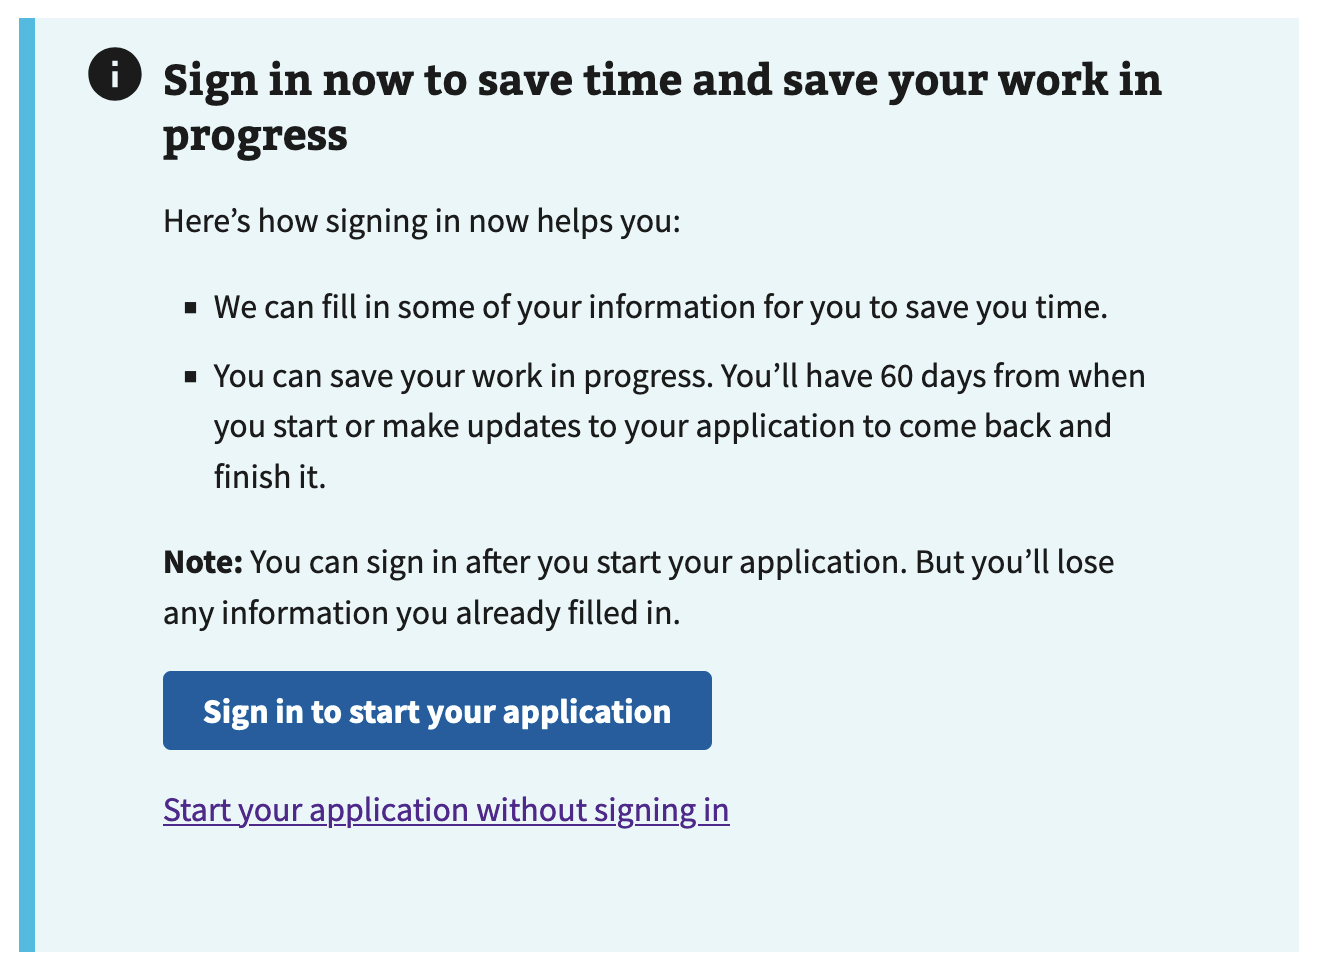 Sign in now to save time and save your work in
progress
Here’s how signing in now helps you:
▪ We can fill in some of your information for you to save you time.
▪ You can save your work in progress. You’ll have 60 days from when
you start or make updates to your application to come back and
finish it.
Note: You can sign in after you start your application. But you’ll lose
any information you already filled in.
Sign in to start your application
Start your application without signing in